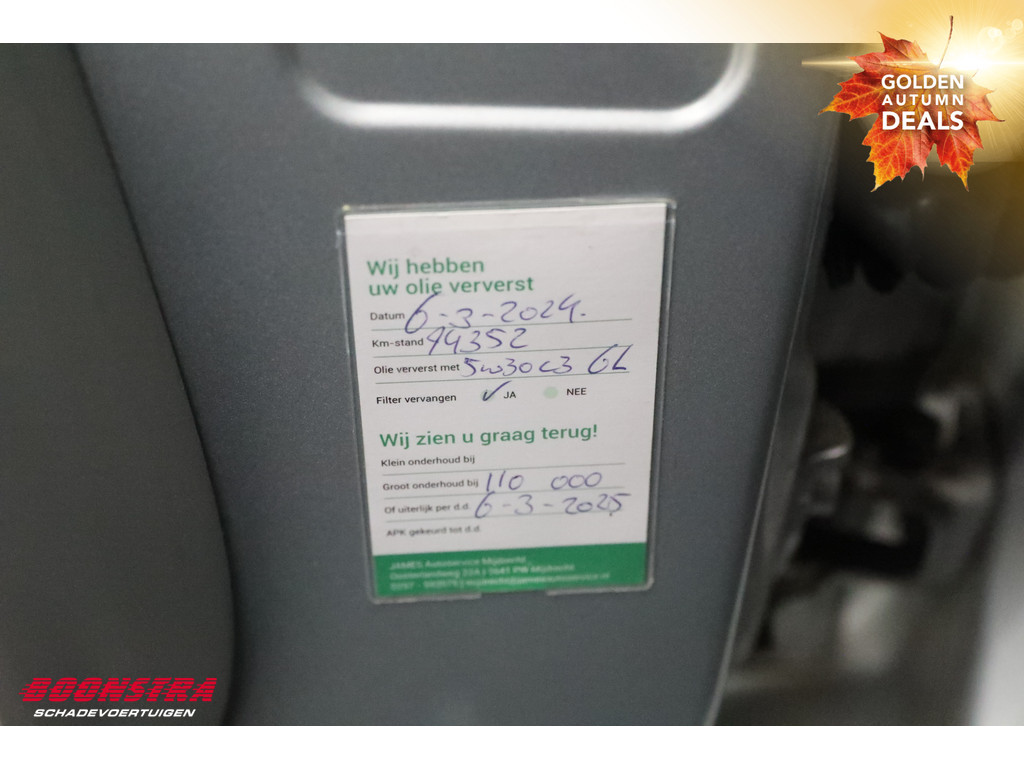 GOLDEN
AUTUMN
DEALS
Wij hebben
uw olie ververst
Datum 6-3-2024.
Km-stand 94352
Olie ververst met 5w30 C3 6L
Filter vervangen ✓ JA NEE
Wij zien u graag terug!
Klein onderhoud bij
Groot onderhoud bij 110 000
Of uiterlijk per d.d. 6-3-2025
APK gekeurd tot d.d.
JAMES Autoservice Mijdrecht
BOONSTRA
SCHADEVOERTUIGEN